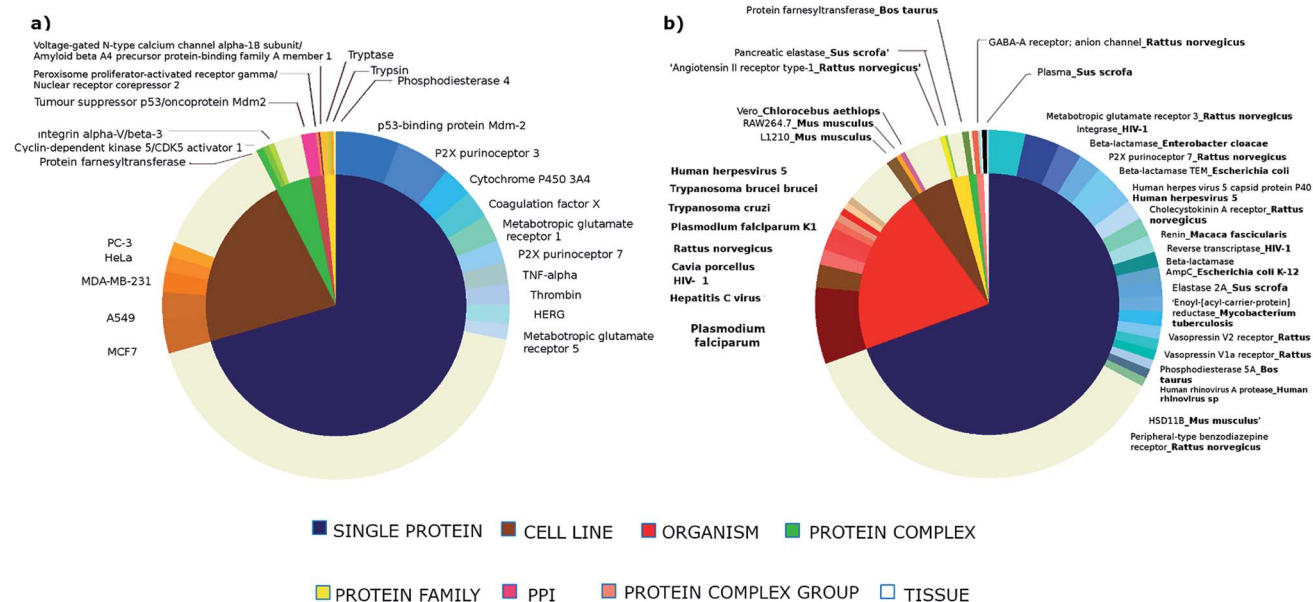 a)
Voltage-gated N-type calcium channel alpha-1B subunit/
Amyloid beta A4 precursor protein-binding family A member 1
Peroxisome proliferator-activated receptor gamma/
Nuclear receptor corepressor 2
Tumour suppressor p53/oncoprotein Mdm2
integrin alpha-V/beta-3
Cyclin-dependent kinase 5/CDK5 activator 1
Protein farnesyltransferase
PC-3
HeLa
MDA-MB-231
A549
MCF7
Tryptase
Trypsin
Phosphodiesterase 4
p53-binding protein Mdm-2
P2X purinoceptor 3
Cytochrome P450 3A4
Coagulation factor X
Metabotropic glutamate
receptor 1
P2X purinoceptor 7
TNF-alpha
Thrombin
HERG
Metabotropic glutamate
receptor 5
b)
Protein farnesyltransferase_Bos taurus
Pancreatic elastase_Sus scrofa'
'Angiotensin II receptor type-1_Rattus norvegicus'
Vero_Chlorocebus aethiops
RAW264.7_Mus musculus
L1210_Mus musculus
Human herpesvirus 5
Trypanosoma brucei brucei
Trypanosoma cruzi
Plasmodium falciparum K1
Rattus norvegicus
Cavia porcellus
HIV- 1
Hepatitis C virus
Plasmodium
falciparum
GABA-A receptor; anion channel_Rattus norvegicus
Plasma_Sus scrofa
Metabotropic glutamate receptor 3_Rattus norvegicus
Integrase_HIV-1
Beta-lactamase_Enterobacter cloacae
P2X purinoceptor 7_Rattus norvegicus
Beta-lactamase TEM_Escherichia coli
Human herpes virus 5 capsid protein P40
Human herpesvirus 5
Cholecystokinin A receptor_Rattus
norvegicus
Renin_Macaca fascicularis
Reverse transcriptase_HIV-1
Beta-lactamase
AmpC_Escherichia coli K-12
Elastase 2A_Sus scrofa
'Enoyl-[acyl-carrier-protein]
reductase_Mycobacterium
tuberculosis
Vasopressin V2 receptor_Rattus
Vasopressin V1a receptor_Rattus
Phosphodiesterase 5A_Bos
taurus
Human rhinovirus A protease_Human
rhinovirus sp
HSD11B_Mus musculus'
Peripheral-type benzodiazepine
receptor_Rattus norvegicus
SINGLE PROTEIN
CELL LINE
ORGANISM
PROTEIN COMPLEX
PROTEIN FAMILY
PPI
PROTEIN COMPLEX GROUP
TISSUE